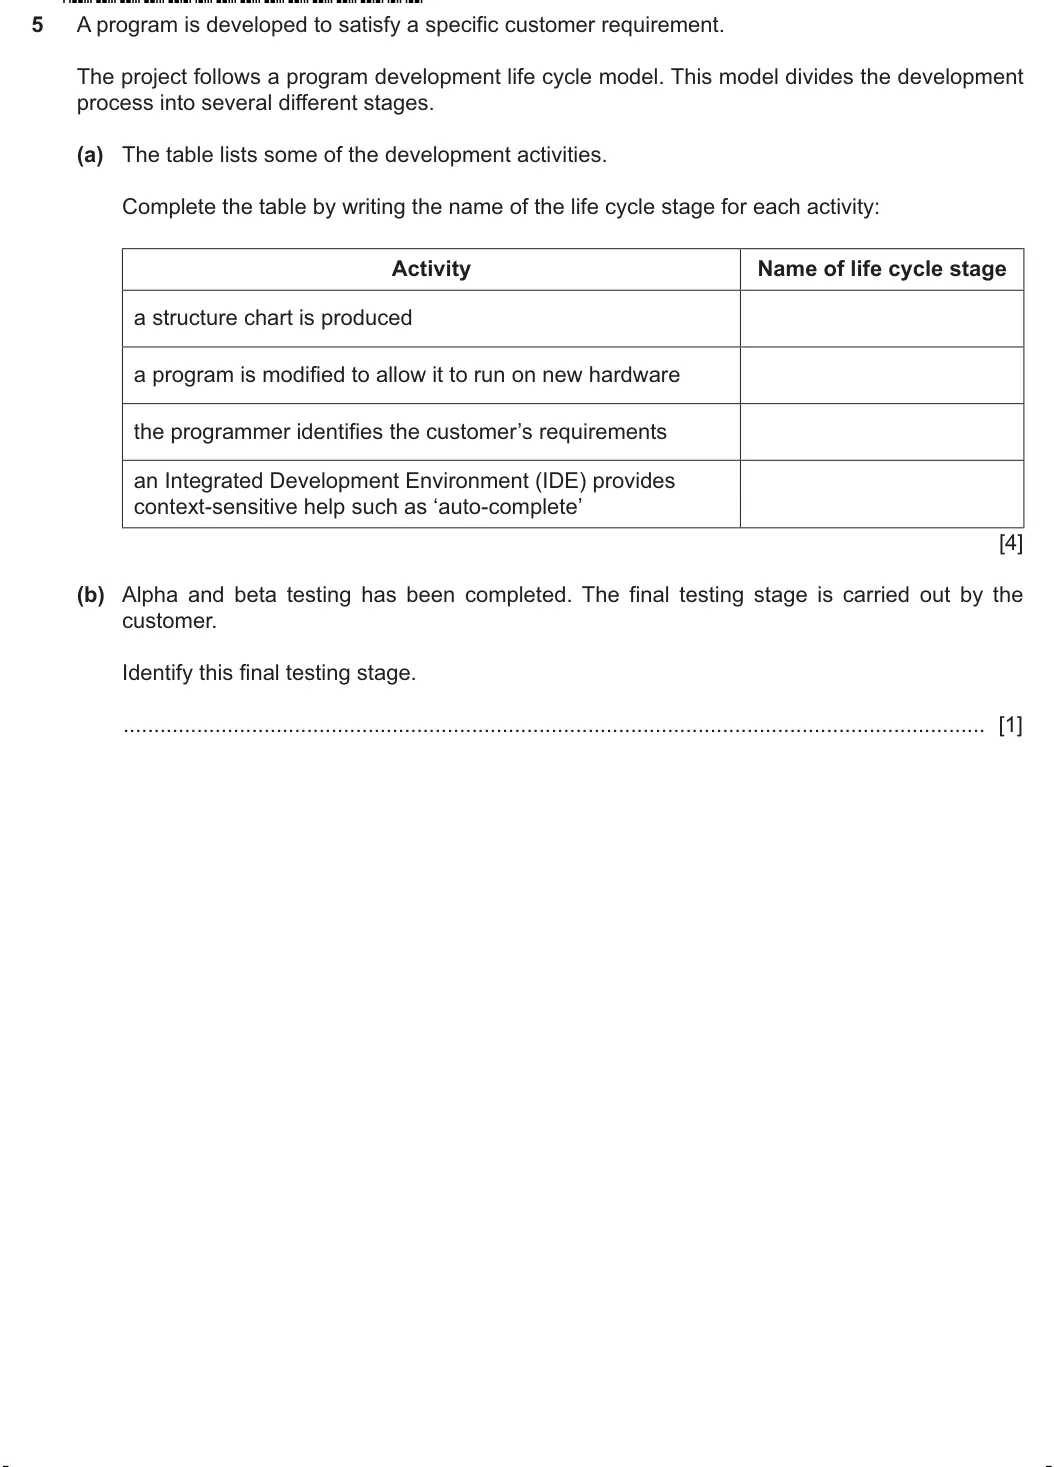 5 A program is developed to satisfy a specific customer requirement.
The project follows a program development life cycle model. This model divides the development
process into several different stages.
(a) The table lists some of the development activities.
Complete the table by writing the name of the life cycle stage for each activity:
Activity Name of life cycle stage
a structure chart is produced
a program is modified to allow it to run on new hardware
the programmer identifies the customer’s requirements
an Integrated Development Environment (IDE) provides
context-sensitive help such as ‘auto-complete’
[4]
(b) Alpha and beta testing has been completed. The final testing stage is carried out by the
customer.
Identify this final testing stage.
.......................................................................................................................................... [1]